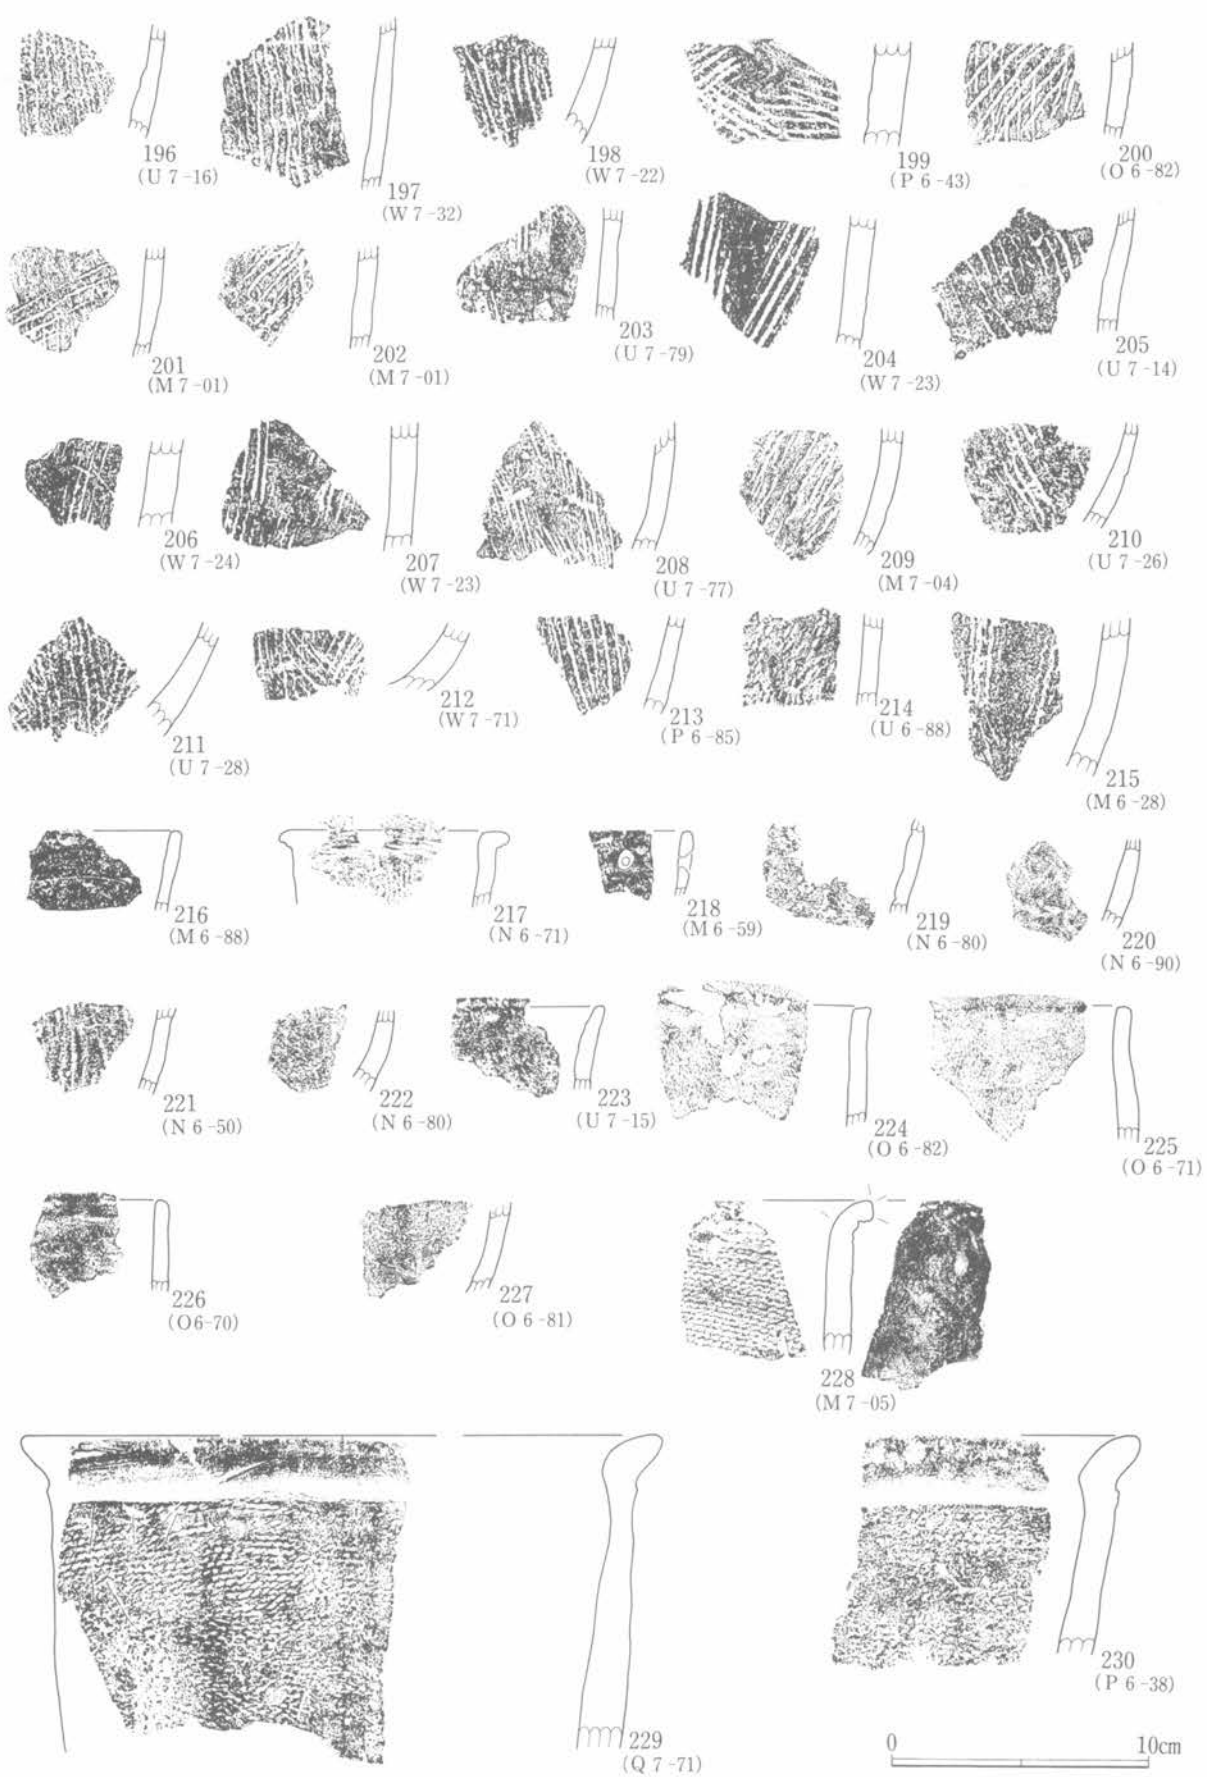 196
(U 7-16)
197
(W 7-32)
198
(W 7-22)
199
(P 6-43)
200
(O 6-82)
201
(M 7-01)
202
(M 7-01)
203
(U 7-79)
204
(W 7-23)
205
(U 7-14)
206
(W 7-24)
207
(W 7-23)
208
(U 7-77)
209
(M 7-04)
210
(U 7-26)
211
(U 7-28)
212
(W 7-71)
213
(P 6-85)
214
(U 6-88)
215
(M 6-28)
216
(M 6-88)
217
(N 6-71)
218
(M 6-59)
219
(N 6-80)
220
(N 6-90)
221
(N 6-50)
222
(N 6-80)
223
(U 7-15)
224
(O 6-82)
225
(O 6-71)
226
(O6-70)
227
(O 6-81)
228
(M 7-05)
229
(Q 7-71)
230
(P 6-38)
0 10cm